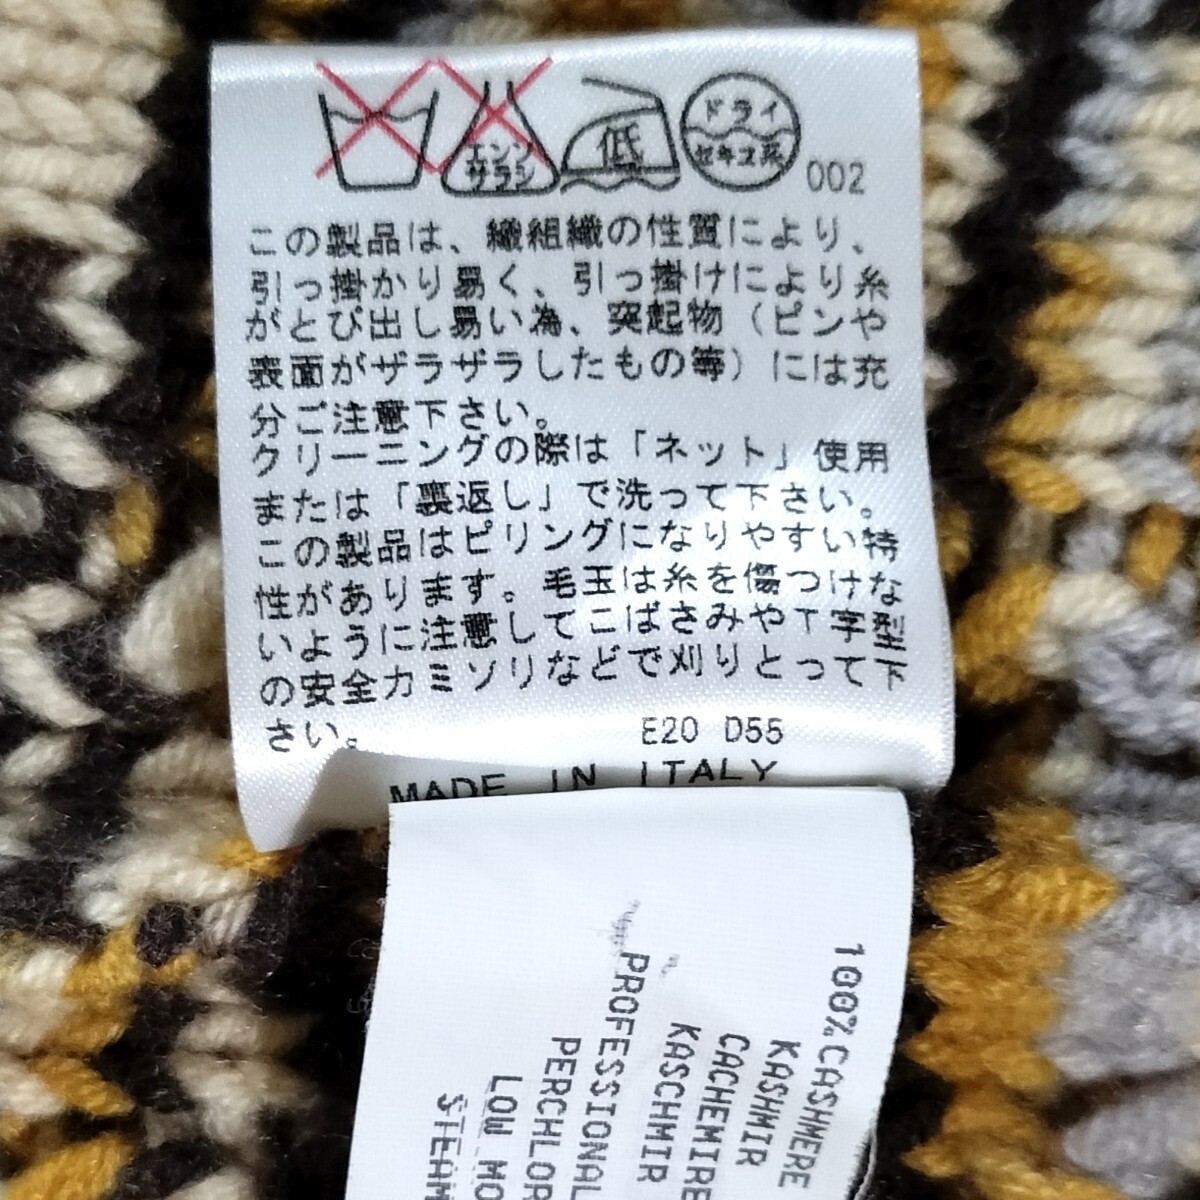 エンソ
サラシ
低
ドライ
セキユ系
002
この製品は、繊組織の性質により、
引っ掛かり易く、引っ掛けにより糸
がとび出し易い為、突起物（ピンや
表面がザラザラしたもの等）には充
分ご注意下さい。
クリーニングの際は「ネット」使用
または「裏返し」で洗って下さい。
この製品はピリングになりやすい特
性があります。毛玉は糸を傷つけな
いように注意してこばさみやT字型
の安全カミソリなどで刈りとって下
さい。
E20 D55
MADE IN ITALY
100%CASHMERE
KASHMIR
CACHEMIRE
KASCHMIR
PROFESSIONAL
PERCHLOR
LOW MO
STEAM